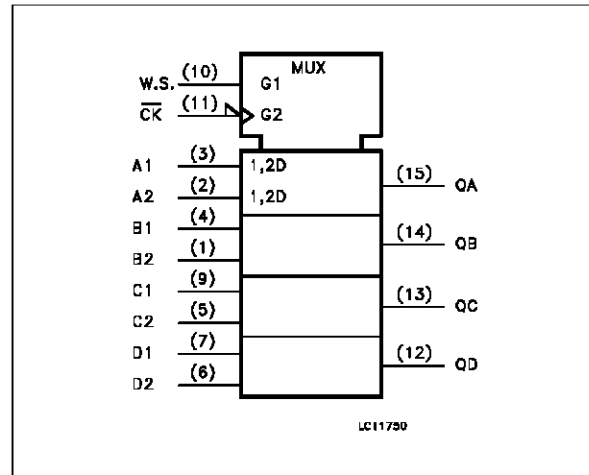 MUX
W.S. (10) G1
C̅K̅ (11) G2
A1 (3) 1,2D
A2 (2) 1,2D
(15) QA
B1 (4)
B2 (1)
(14) QB
C1 (9)
C2 (5)
(13) QC
D1 (7)
D2 (6)
(12) QD
LC11750